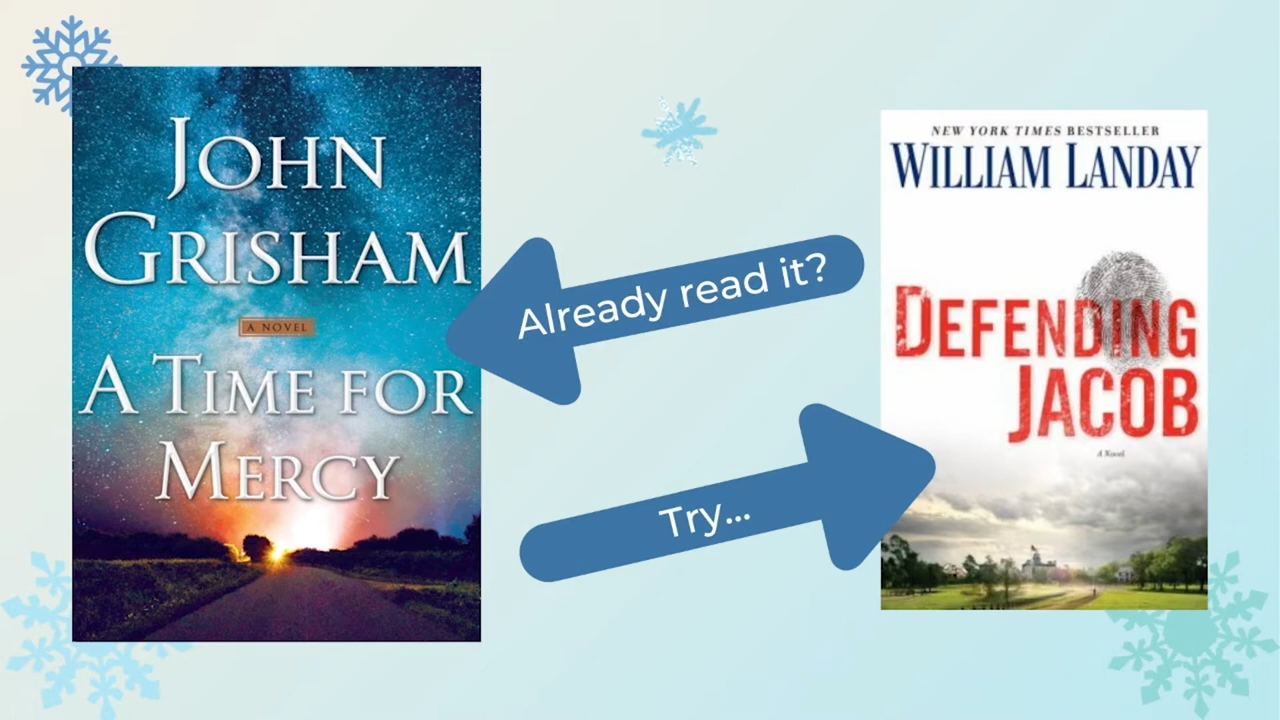 JOHN
GRISHAM
A NOVEL
A TIME FOR
MERCY
Already read it?
Try...
NEW YORK TIMES BESTSELLER
WILLIAM LANDAY
DEFENDING
JACOB
A Novel